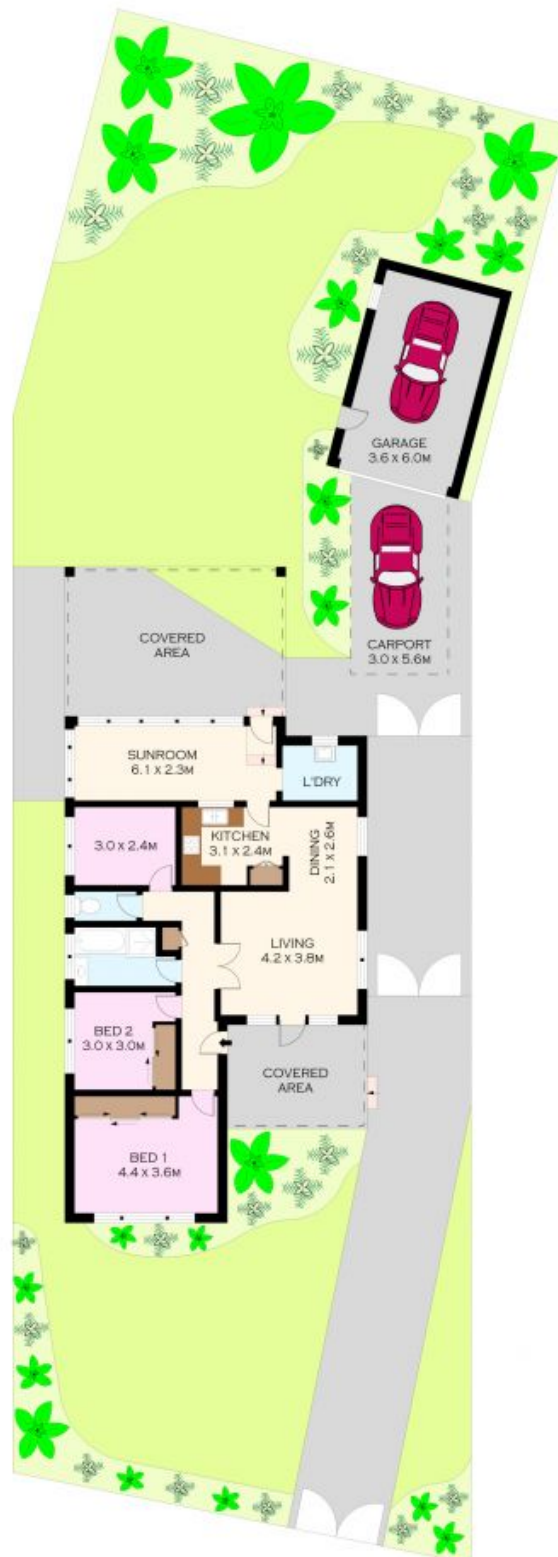 GARAGE
3.6 X 6.0M
CARPORT
3.0 X 5.6M
COVERED
AREA
SUNROOM
6.1 X 2.3M
L'DRY
3.0 X 2.4M
KITCHEN
3.1 X 2.4M
DINING
2.1 X 2.6M
LIVING
4.2 X 3.8M
BED 2
3.0 X 3.0M
COVERED
AREA
BED 1
4.4 X 3.6M